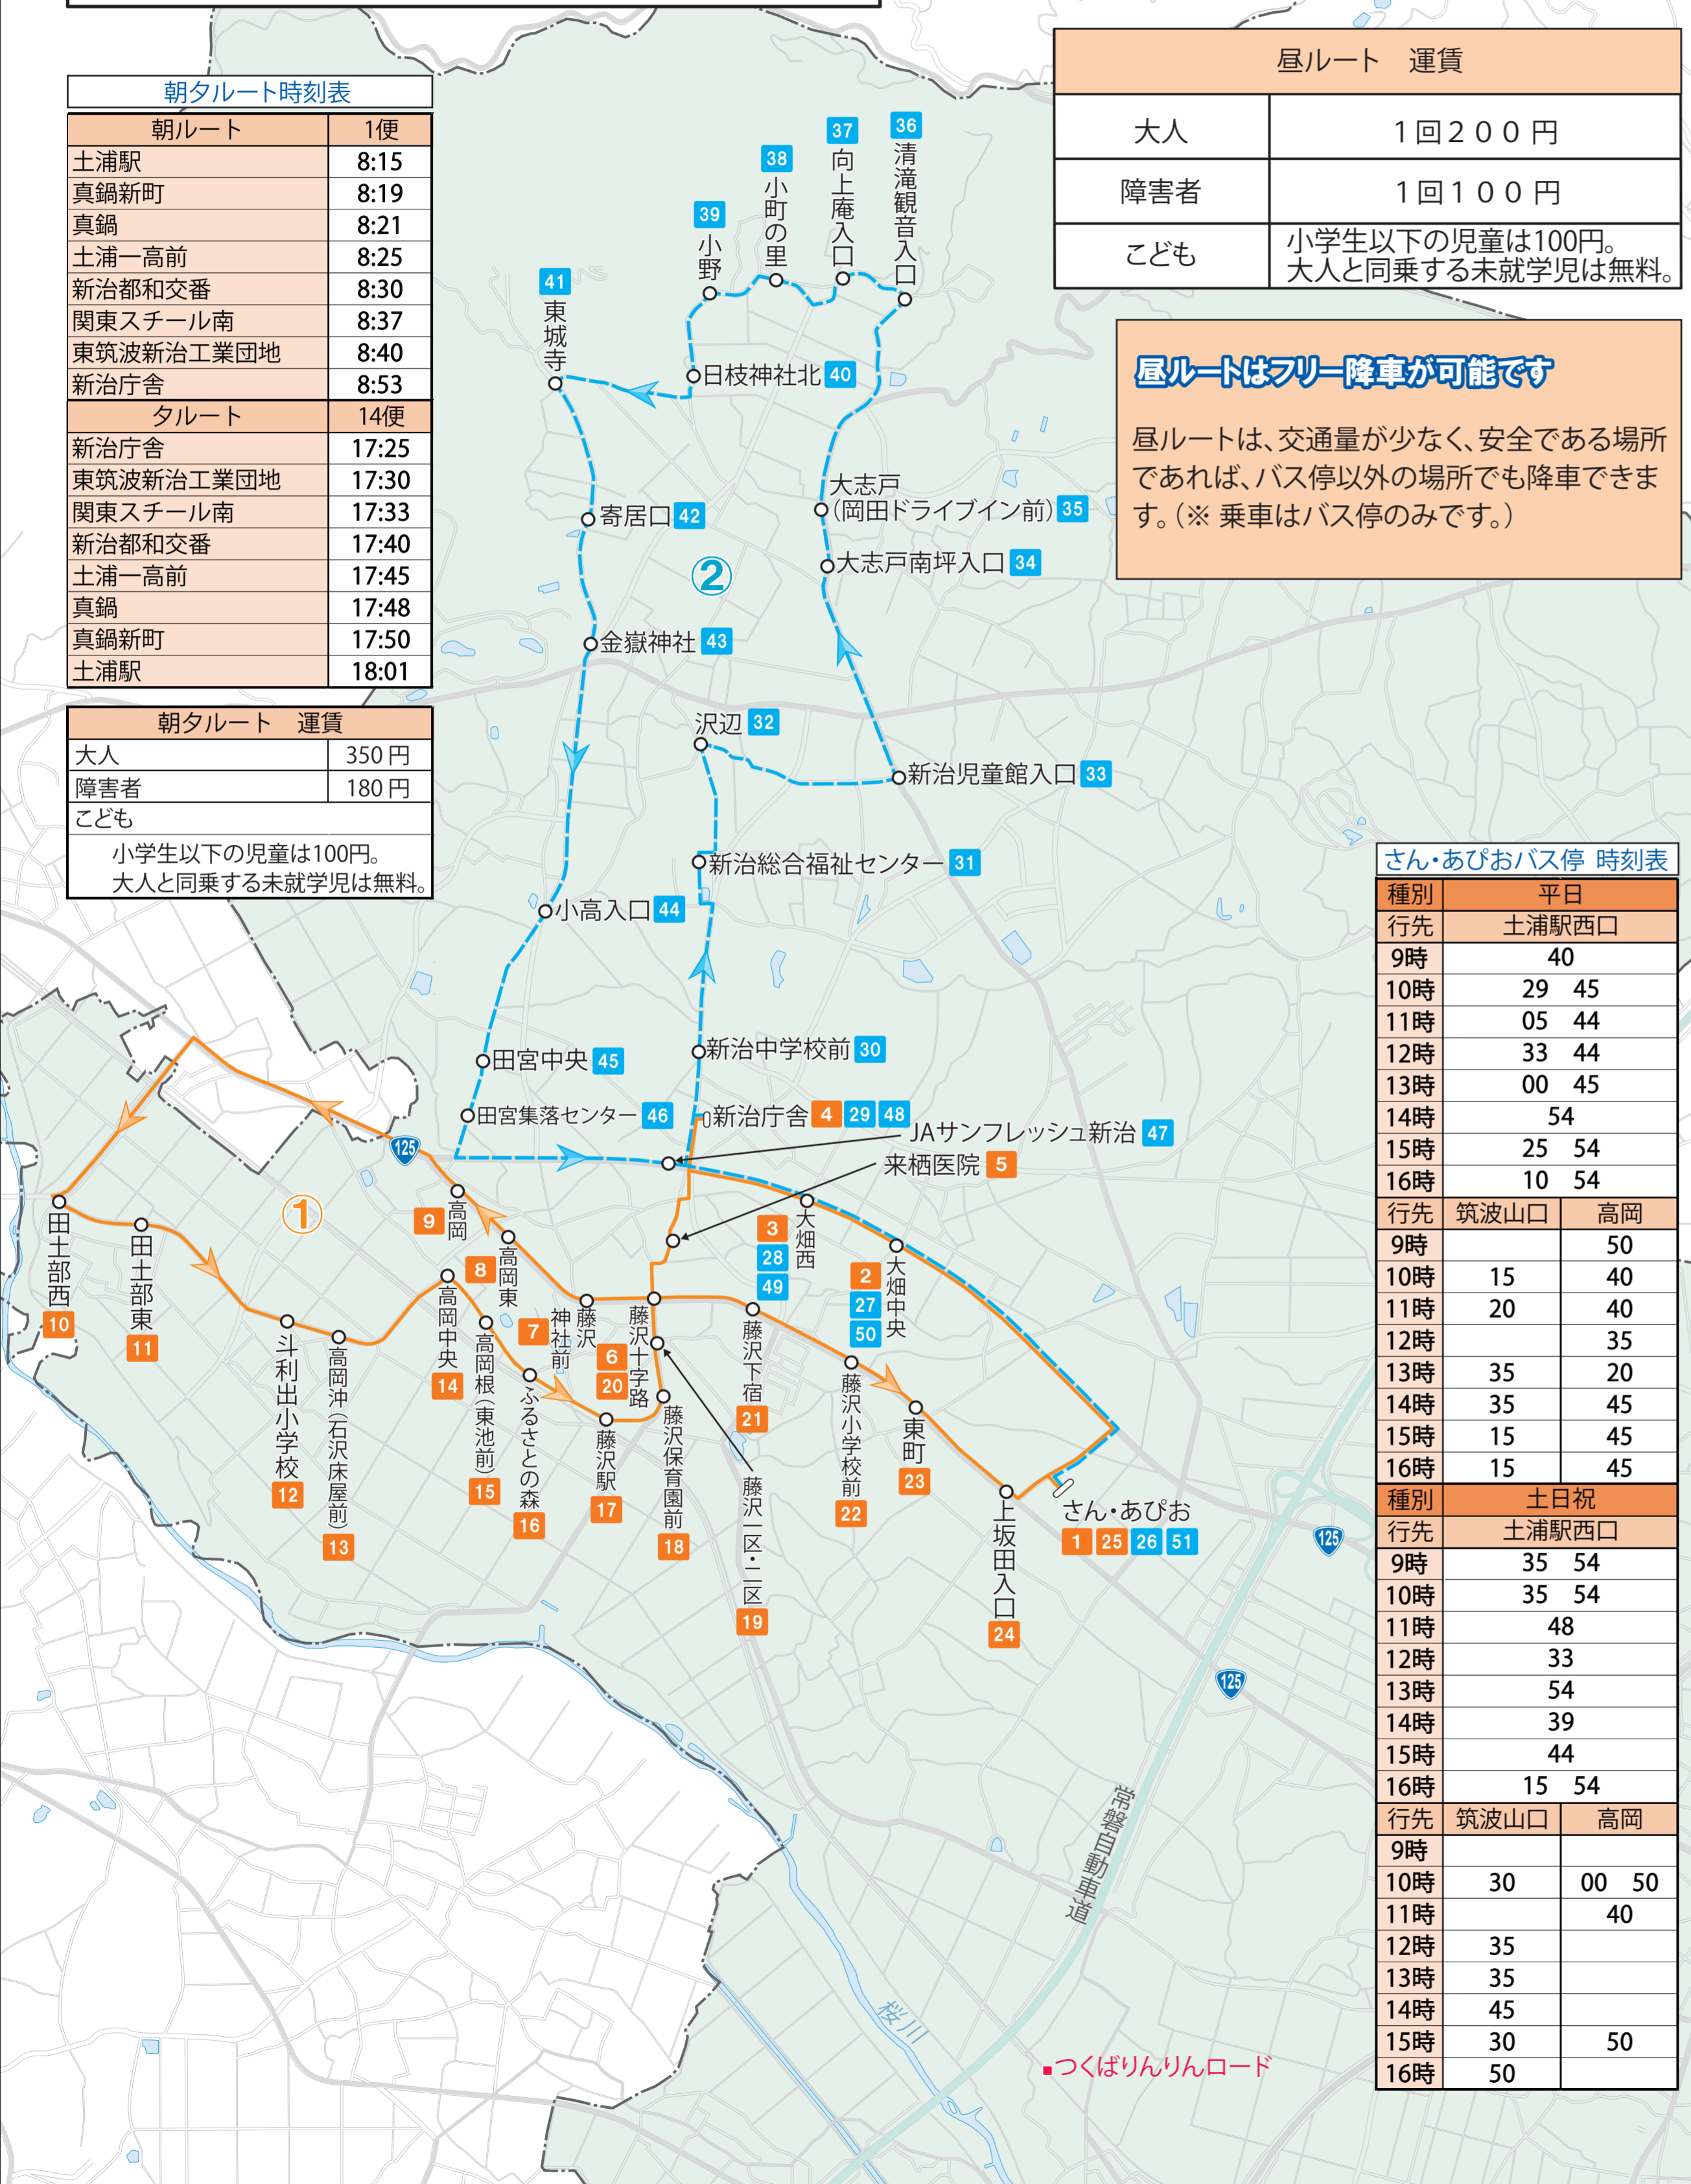 朝夕ルート時刻表
朝ルート 1便
土浦駅 8:15
真鍋新町 8:19
真鍋 8:21
土浦一高前 8:25
新治都和交番 8:30
関東スチール南 8:37
東筑波新治工業団地 8:40
新治庁舎 8:53
夕ルート 14便
新治庁舎 17:25
東筑波新治工業団地 17:30
関東スチール南 17:33
新治都和交番 17:40
土浦一高前 17:45
真鍋 17:48
真鍋新町 17:50
土浦駅 18:01
朝夕ルート 運賃
大人 350円
障害者 180円
こども
小学生以下の児童は100円。
大人と同乗する未就学児は無料。
昼ルート 運賃
大人 1回200円
障害者 1回100円
こども 小学生以下の児童は100円。
大人と同乗する未就学児は無料。
昼ルートはフリー降車が可能です
昼ルートは、交通量が少なく、安全である場所
であれば、バス停以外の場所でも降車できま
す。(※ 乗車はバス停のみです。)
36 清滝観音入口
37 向上庵入口
38 小町の里
39 小野
日枝神社北 40
41 東城寺
寄居口 42
大志戸
(岡田ドライブイン前) 35
大志戸南坪入口 34
②
金嶽神社 43
沢辺 32
新治児童館入口 33
新治総合福祉センター 31
小高入口 44
新治中学校前 30
田宮中央 45
田宮集落センター 46
新治庁舎 4 29 48
JAサンフレッシュ新治 47
来栖医院 5
125
①
9 高岡
8 高岡東
7 藤沢
神社前
6 20 藤沢十字路
3 28 49 大畑西
2 27 50 大畑中央
田土部西 10
田土部東 11
斗利出小学校 12
高岡沖(石沢床屋前) 13
高岡中央 14
高岡根(東池前) 15
ふるさとの森 16
藤沢駅 17
藤沢保育園前 18
藤沢一区・二区 19
藤沢下宿 21
藤沢小学校前 22
東町 23
上坂田入口 24
さん・あぴお
1 25 26 51
125
125
常磐自動車道
桜川
つくばりんりんロード
さん・あぴおバス停 時刻表
種別 平日
行先 土浦駅西口
9時 40
10時 29 45
11時 05 44
12時 33 44
13時 00 45
14時 54
15時 25 54
16時 10 54
行先 筑波山口 高岡
9時 50
10時 15 40
11時 20 40
12時 35
13時 35 20
14時 35 45
15時 15 45
16時 15 45
種別 土日祝
行先 土浦駅西口
9時 35 54
10時 35 54
11時 48
12時 33
13時 54
14時 39
15時 44
16時 15 54
行先 筑波山口 高岡
9時
10時 30 00 50
11時 40
12時 35
13時 35
14時 45
15時 30 50
16時 50